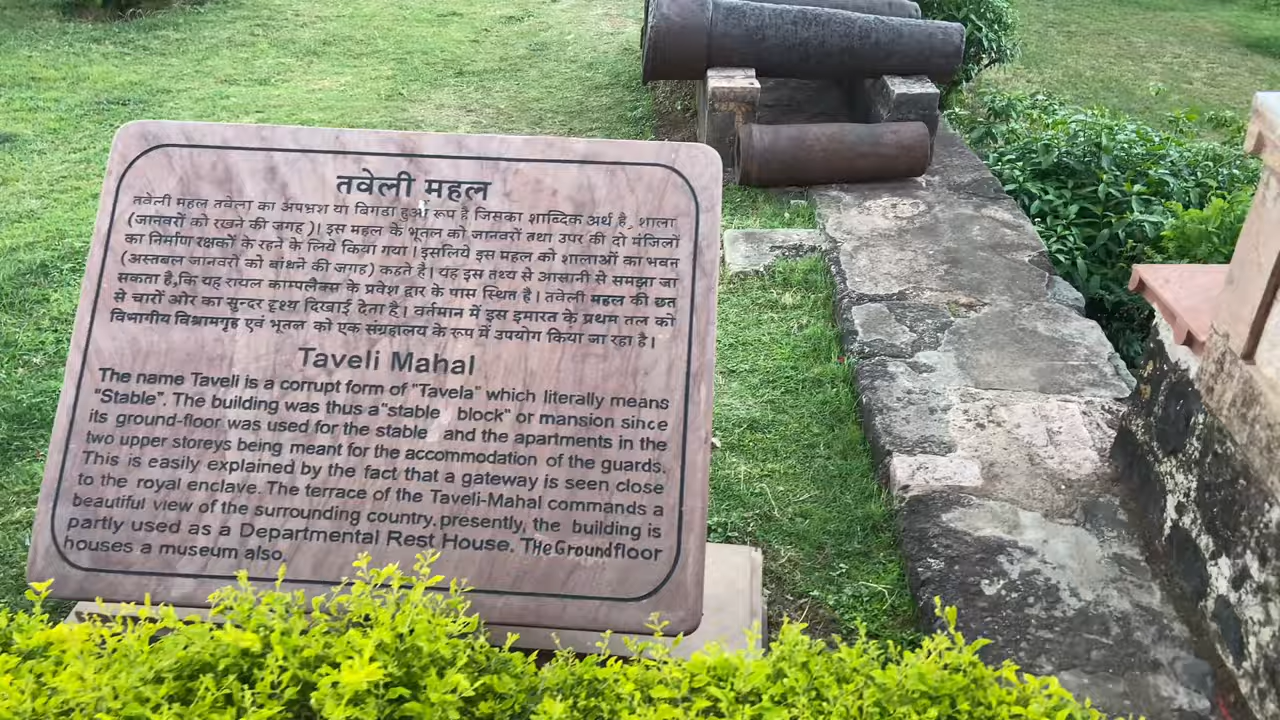 तवेली महल
तवेली महल तवेला का अपभ्रश या बिगडा हुआ रूप है जिसका शाब्दिक अर्थ है, शाला
(जानवरों को रखने की जगह )। इस महल के भूतल को जानवरों तथा उपर की दो मंजिलों
का निर्माण रक्षकों के रहने के लिये किया गया। इसलिये इस महल को शालाओं का भवन
(अस्तबल जानवरों को बांधने की जगह) कहते है। यह इस तथ्य से आसानी से समझा जा
सकता है,कि यह रायल काम्पलैक्स के प्रवेश द्वार के पास स्थित है। तवेली महल की छत
से चारों और का सुन्दर दृश्य दिखाई देता है। वर्तमान में इस इमारत के प्रथम तल को
विभागीय विश्रामगृह एवं भूतल को एक संग्रहालय के रूप में उपयोग किया जा रहा है।
Taveli Mahal
The name Taveli is a corrupt form of "Tavela" which literally means
"Stable". The building was thus a "stable block" or mansion since
its ground-floor was used for the stable and the apartments in the
two upper storeys being meant for the accommodation of the guards.
This is easily explained by the fact that a gateway is seen close
to the royal enclave. The terrace of the Taveli-Mahal commands a
beautiful view of the surrounding country. presently, the building is
partly used as a Departmental Rest House. THe Ground floor
houses a museum also.